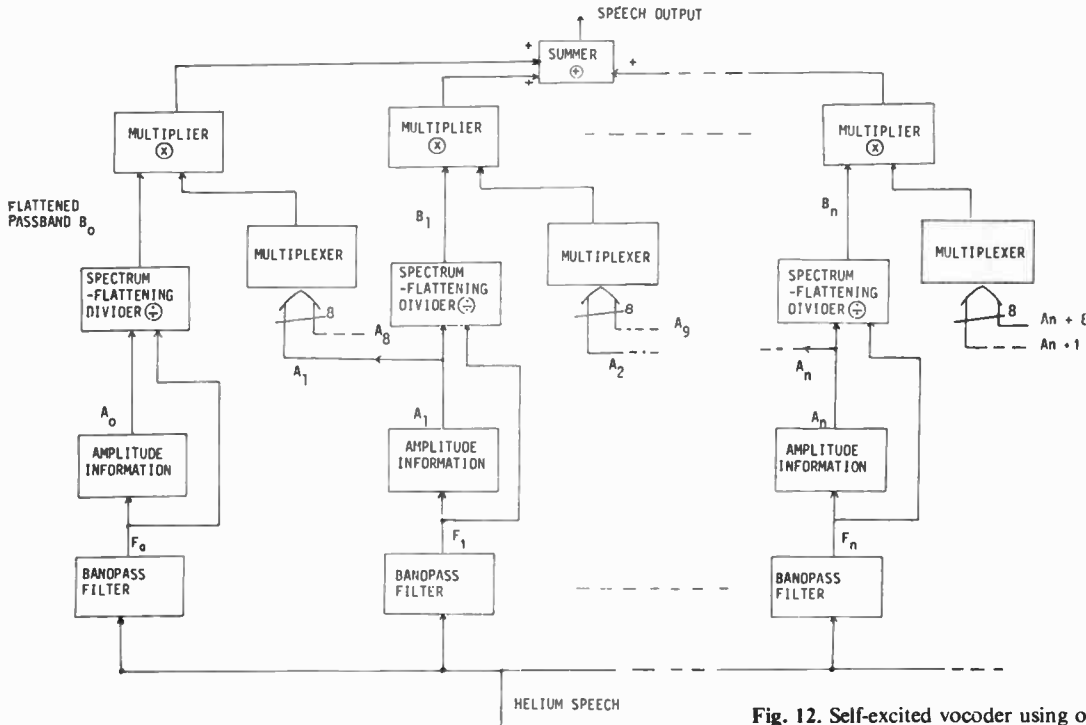 SPEECH OUTPUT
+
SUMMER
⊕
+
+
MULTIPLIER
ⓧ
MULTIPLIER
ⓧ
MULTIPLIER
ⓧ
FLATTENED
PASSBAND B₀
B₁
Bₙ
MULTIPLEXER
MULTIPLEXER
MULTIPLEXER
SPECTRUM
-FLATTENING
DIVIDER(÷)
SPECTRUM
-FLATTENING
DIVIDER(÷)
SPECTRUM
-FLATTENING
DIVIDER(÷)
8
A₈
A₁
8
A₉
A₂
8
An + 8
An + 1
Aₙ
A₀
A₁
Aₙ
AMPLITUDE
INFORMATION
AMPLITUDE
INFORMATION
AMPLITUDE
INFORMATION
F₀
F₁
Fₙ
BANDPASS
FILTER
BANDPASS
FILTER
BANDPASS
FILTER
HELIUM SPEECH
Fig. 12. Self-excited vocoder using o